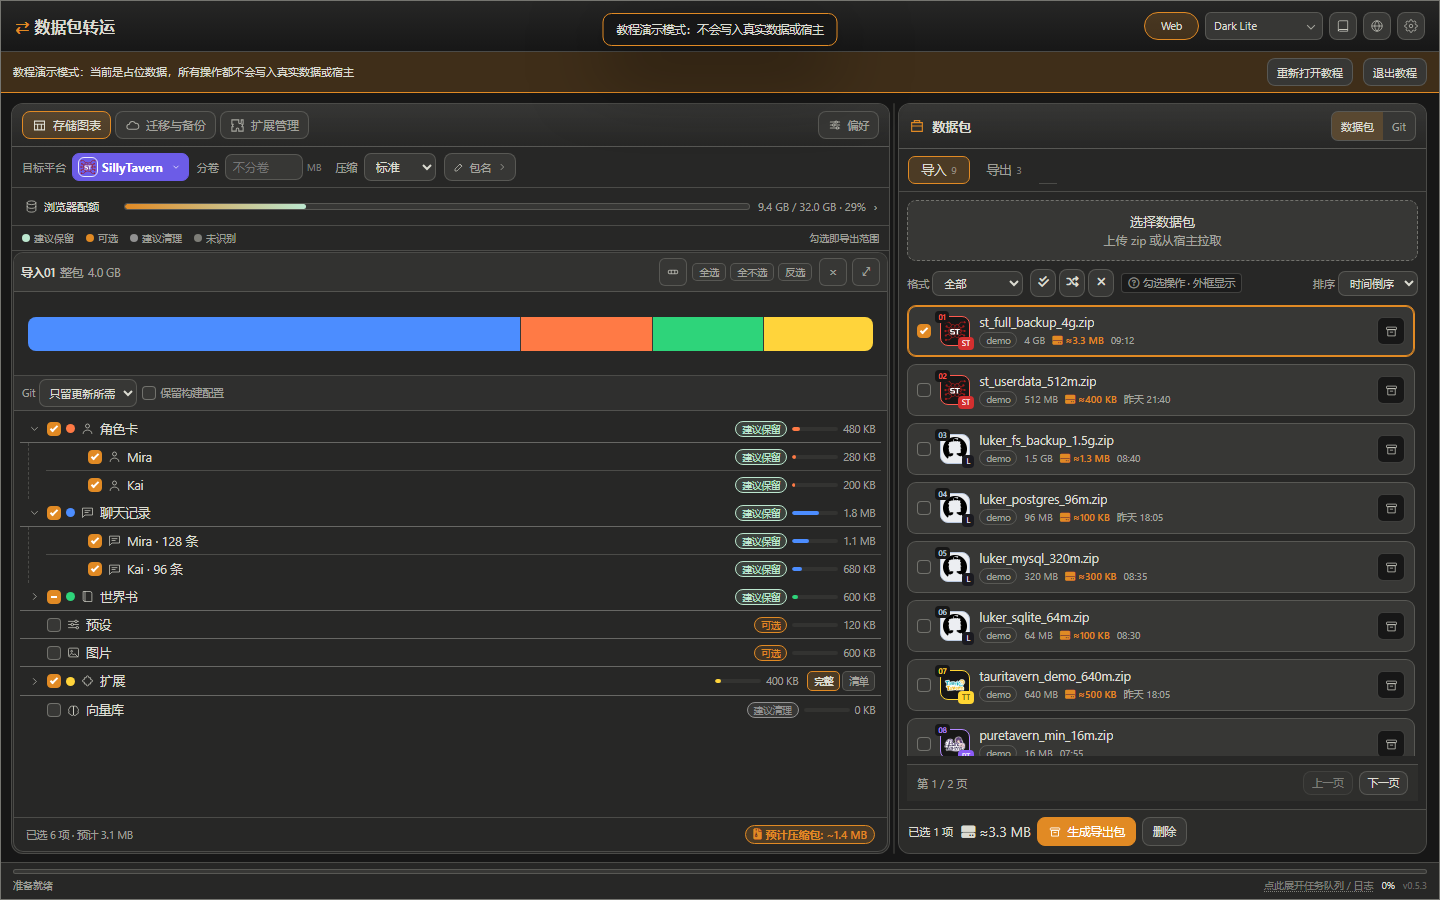 数据包转运
教程演示模式：不会写入真实数据或宿主
Web
Dark Lite
教程演示模式：当前是占位数据，所有操作都不会写入真实数据或宿主
重新打开教程
退出教程
存储图表
迁移与备份
扩展管理
偏好
目标平台
ST
SillyTavern
分卷
不分卷
MB
压缩
标准
包名
浏览器配额
9.4 GB / 32.0 GB · 29%
建议保留
可选
建议清理
未识别
勾选即导出范围
导入01 整包 4.0 GB
全选
全不选
反选
Git
只留更新所需
保留构建配置
角色卡 建议保留 480 KB
Mira 建议保留 280 KB
Kai 建议保留 200 KB
聊天记录 建议保留 1.8 MB
Mira · 128 条 建议保留 1.1 MB
Kai · 96 条 建议保留 680 KB
世界书 建议保留 600 KB
预设 可选 120 KB
图片 可选 600 KB
扩展 400 KB 完整 清单
向量库 建议清理 0 KB
已选 6 项 · 预计 3.1 MB
预计压缩包: ~1.4 MB
数据包
数据包
Git
导入 9
导出 3
选择数据包
上传 zip 或从宿主拉取
格式
全部
勾选操作 · 外框显示
排序
时间倒序
01
ST
ST
st_full_backup_4g.zip
demo 4 GB ≈3.3 MB 09:12
02
ST
ST
st_userdata_512m.zip
demo 512 MB ≈400 KB 昨天 21:40
03
L
luker_fs_backup_1.5g.zip
demo 1.5 GB ≈1.3 MB 08:40
04
L
luker_postgres_96m.zip
demo 96 MB ≈100 KB 昨天 18:05
05
L
luker_mysql_320m.zip
demo 320 MB ≈300 KB 08:35
06
L
luker_sqlite_64m.zip
demo 64 MB ≈100 KB 08:30
07
TT
tauritavern_demo_640m.zip
demo 640 MB ≈500 KB 昨天 18:05
08
puretavern_min_16m.zip
demo 16 MB 07:55
第 1 / 2 页
上一页
下一页
已选 1 项 ≈3.3 MB
生成导出包
删除
准备就绪
点此展开任务队列 / 日志 0% v0.5.3